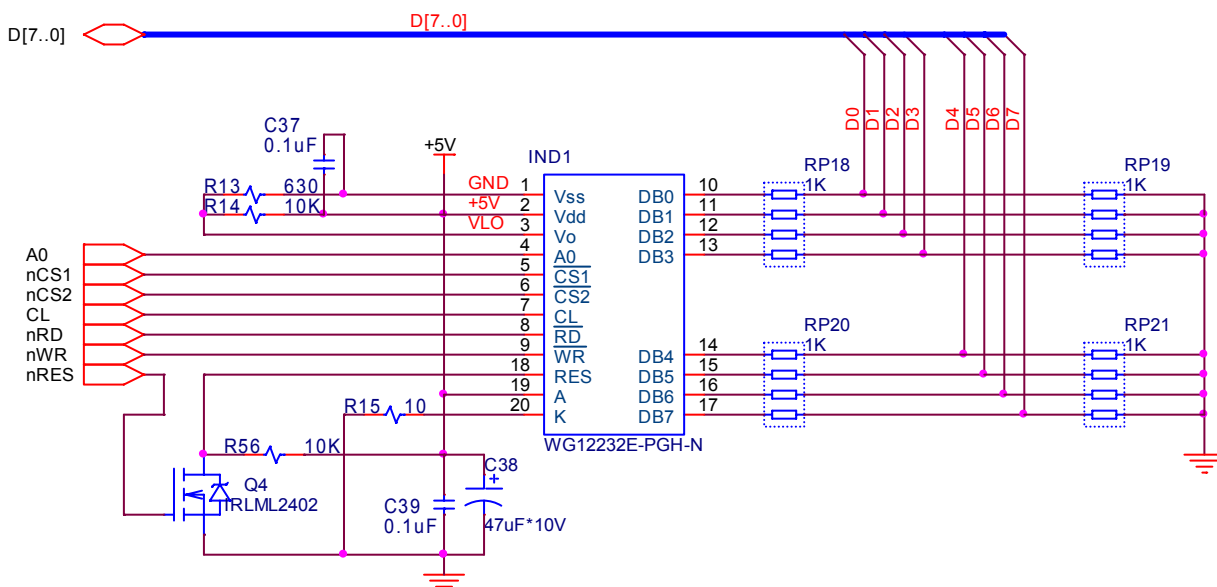 D[7..0]
D[7..0]
D0
D1
D2
D3
D4
D5
D6
D7
C37
0.1uF
+5V
IND1
RP18
1K
RP19
1K
R13 630
R14 10K
GND
+5V
VLO
1 Vss
2 Vdd
3 Vo
4 A0
5 CS1
6 CS2
7 CL
8 RD
9 WR
18 RES
19 A
20 K
DB0 10
DB1 11
DB2 12
DB3 13
DB4 14
DB5 15
DB6 16
DB7 17
A0
nCS1
nCS2
CL
nRD
nWR
nRES
RP20
1K
RP21
1K
R15 10
WG12232E-PGH-N
R56 10K
Q4
IRLML2402
C39
0.1uF
C38
+
47uF*10V